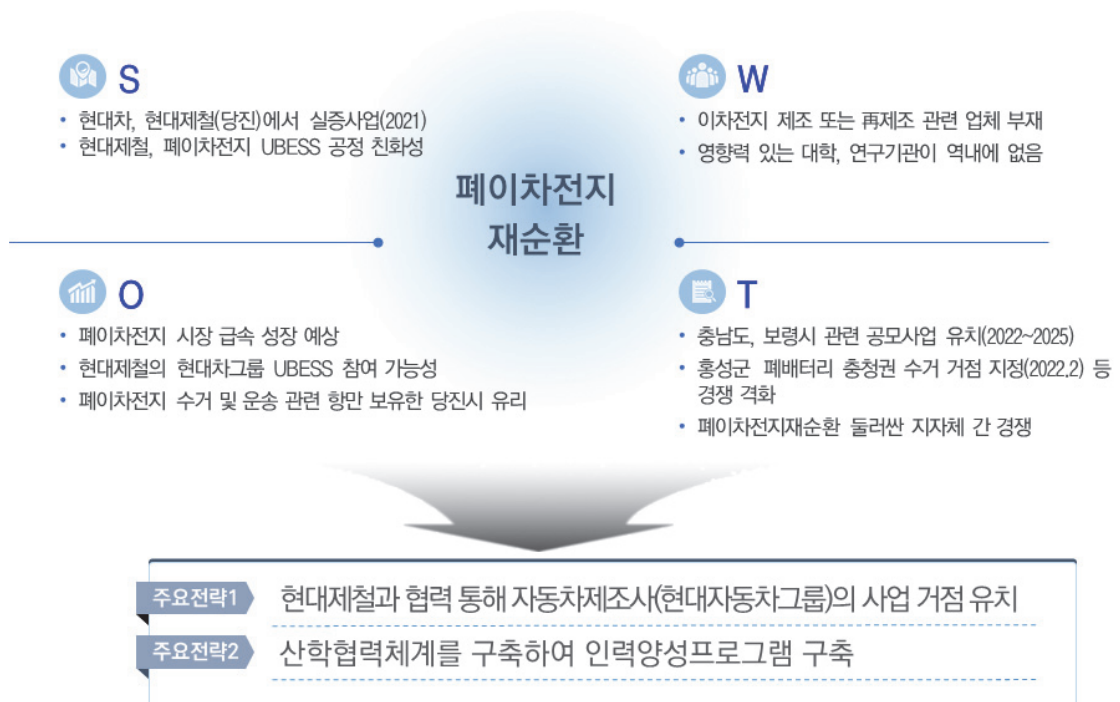 S
• 현대차, 현대제철(당진)에서 실증사업(2021)
• 현대제철, 폐이차전지 UBESS 공정 친화성
W
• 이차전지 제조 또는 再제조 관련 업체 부재
• 영향력 있는 대학, 연구기관이 역내에 없음
폐이차전지
재순환
O
• 폐이차전지 시장 급속 성장 예상
• 현대제철의 현대차그룹 UBESS 참여 가능성
• 폐이차전지 수거 및 운송 관련 항만 보유한 당진시 유리
T
• 충남도, 보령시 관련 공모사업 유치(2022~2025)
• 홍성군 폐배터리 충청권 수거 거점 지정(2022.2) 등
경쟁 격화
• 폐이차전지재순환 둘러싼 지자체 간 경쟁
주요전략1 현대제철과 협력 통해 자동차제조사(현대자동차그룹)의 사업 거점 유치
주요전략2 산학협력체계를 구축하여 인력양성프로그램 구축